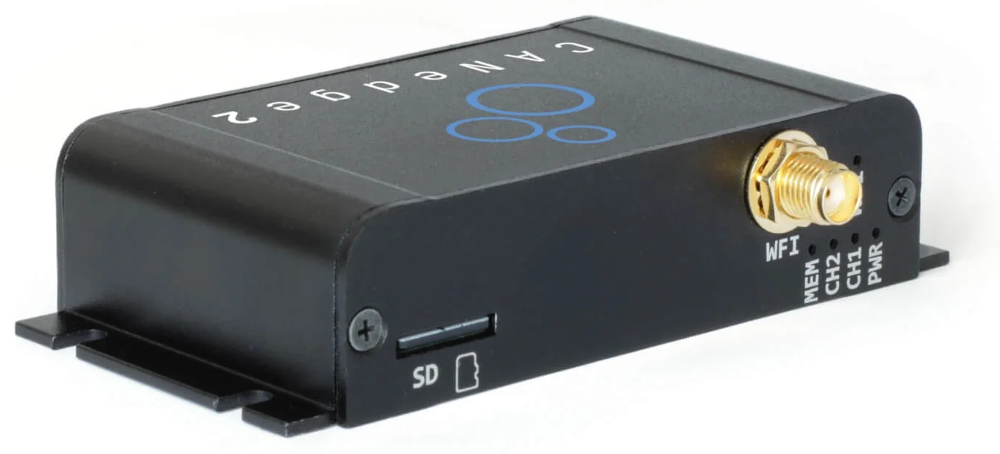 CANedge2
WFI
MEM
CH2
CH1
PWR
SD